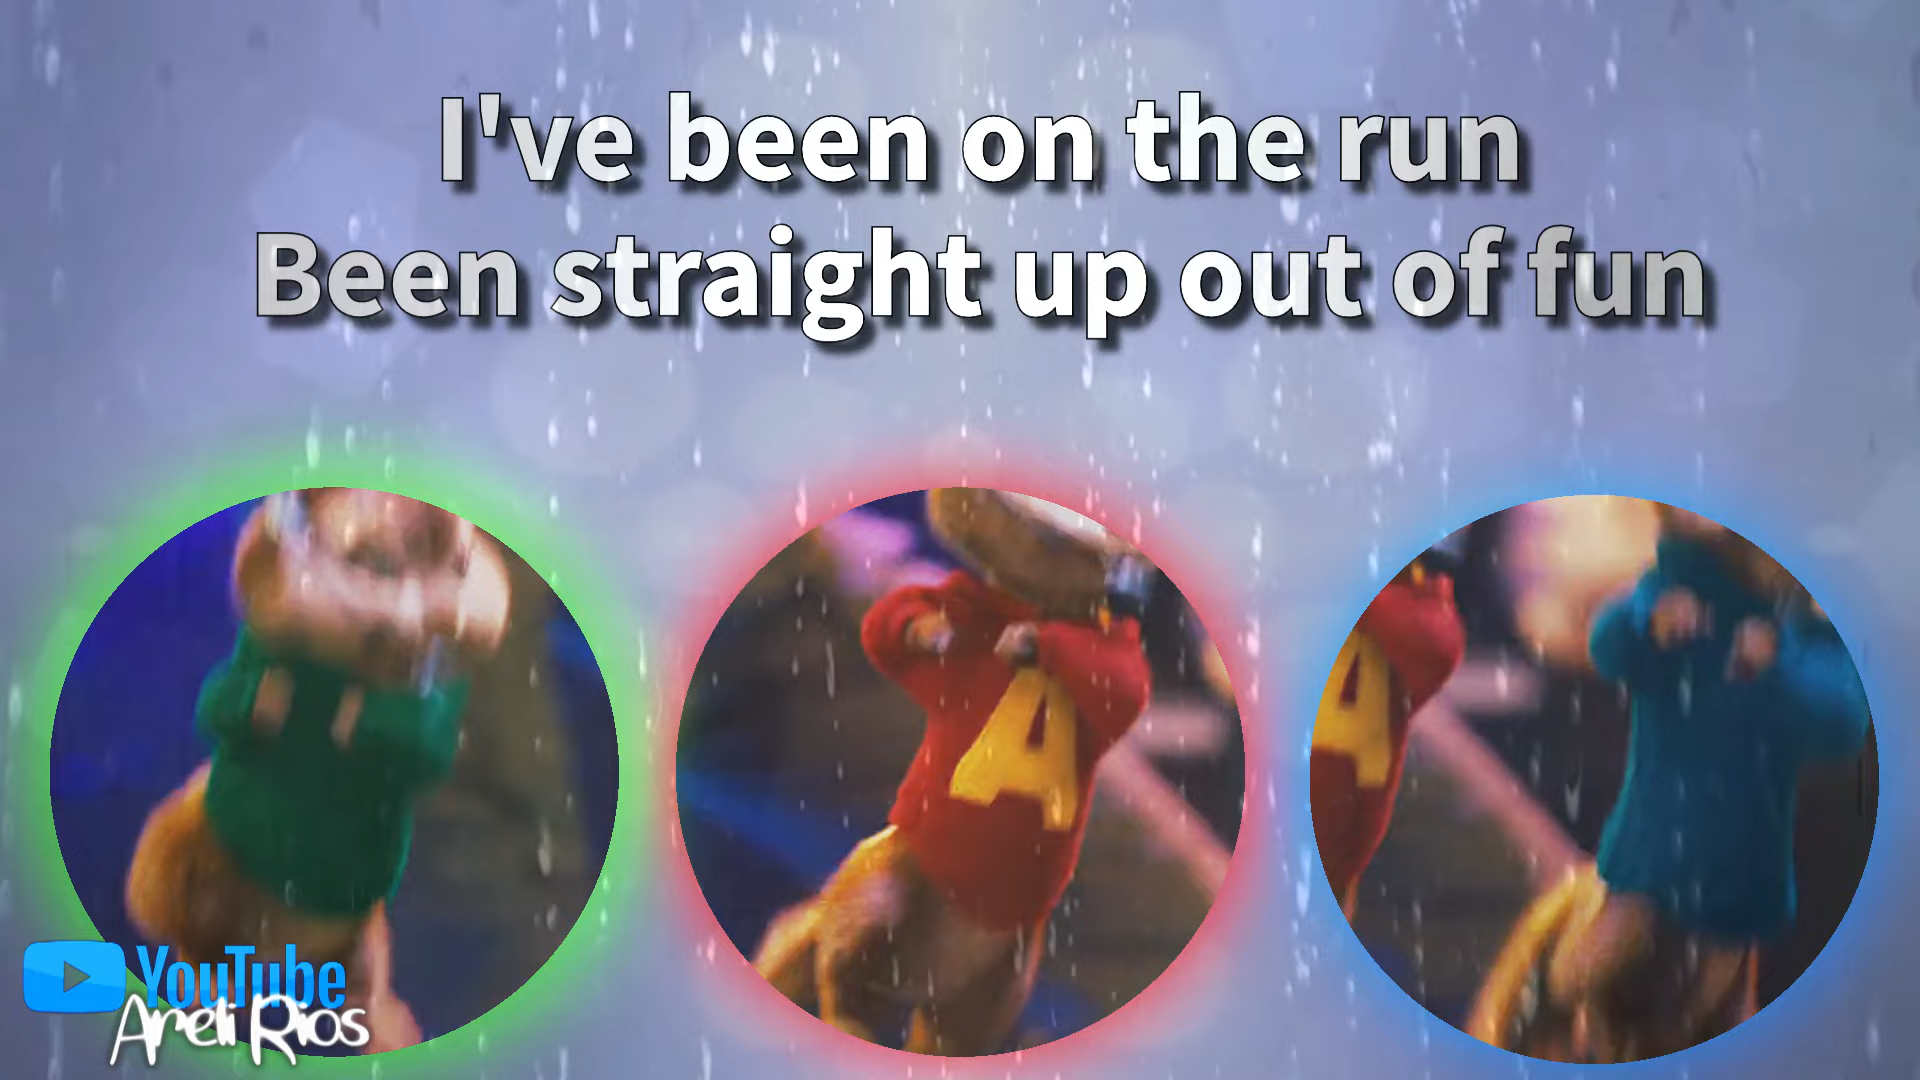 I've been on the run
Been straight up out of fun
A
A
YouTube
Areli Rios